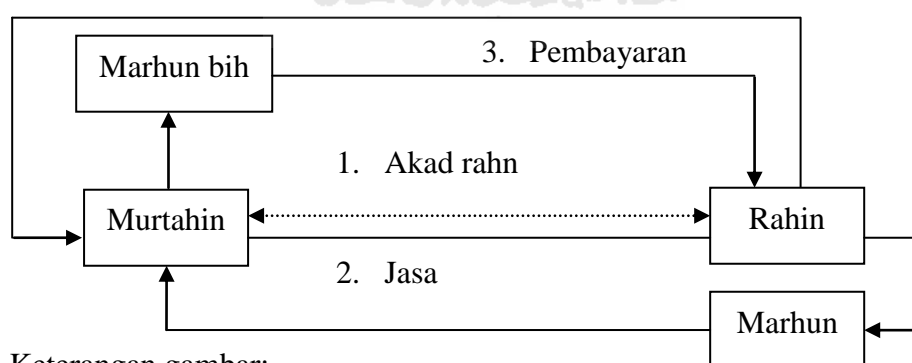 3. Pembayaran
Marhun bih
1. Akad rahn
Murtahin
Rahin
2. Jasa
Marhun
Keterangan gambar: